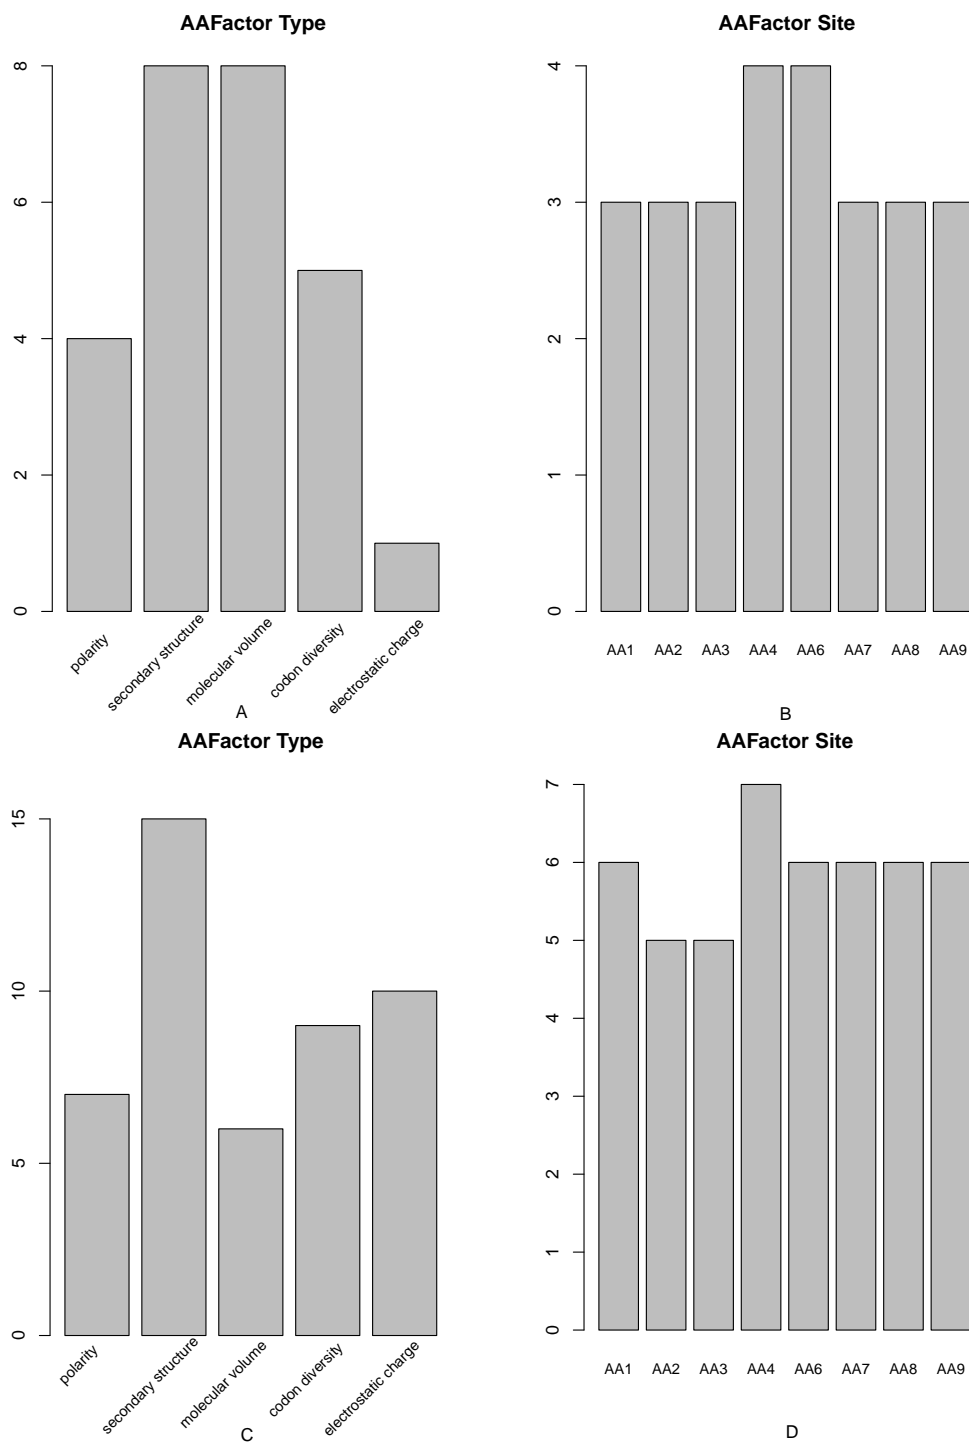 AAFactor Type
8
6
4
2
0
polarity
secondary structure
molecular volume
codon diversity
electrostatic charge
A
AAFactor Site
4
3
2
1
0
AA1 AA2 AA3 AA4 AA6 AA7 AA8 AA9
B
AAFactor Type
15
10
5
0
polarity
secondary structure
molecular volume
codon diversity
electrostatic charge
C
AAFactor Site
7
6
5
4
3
2
1
0
AA1 AA2 AA3 AA4 AA6 AA7 AA8 AA9
D